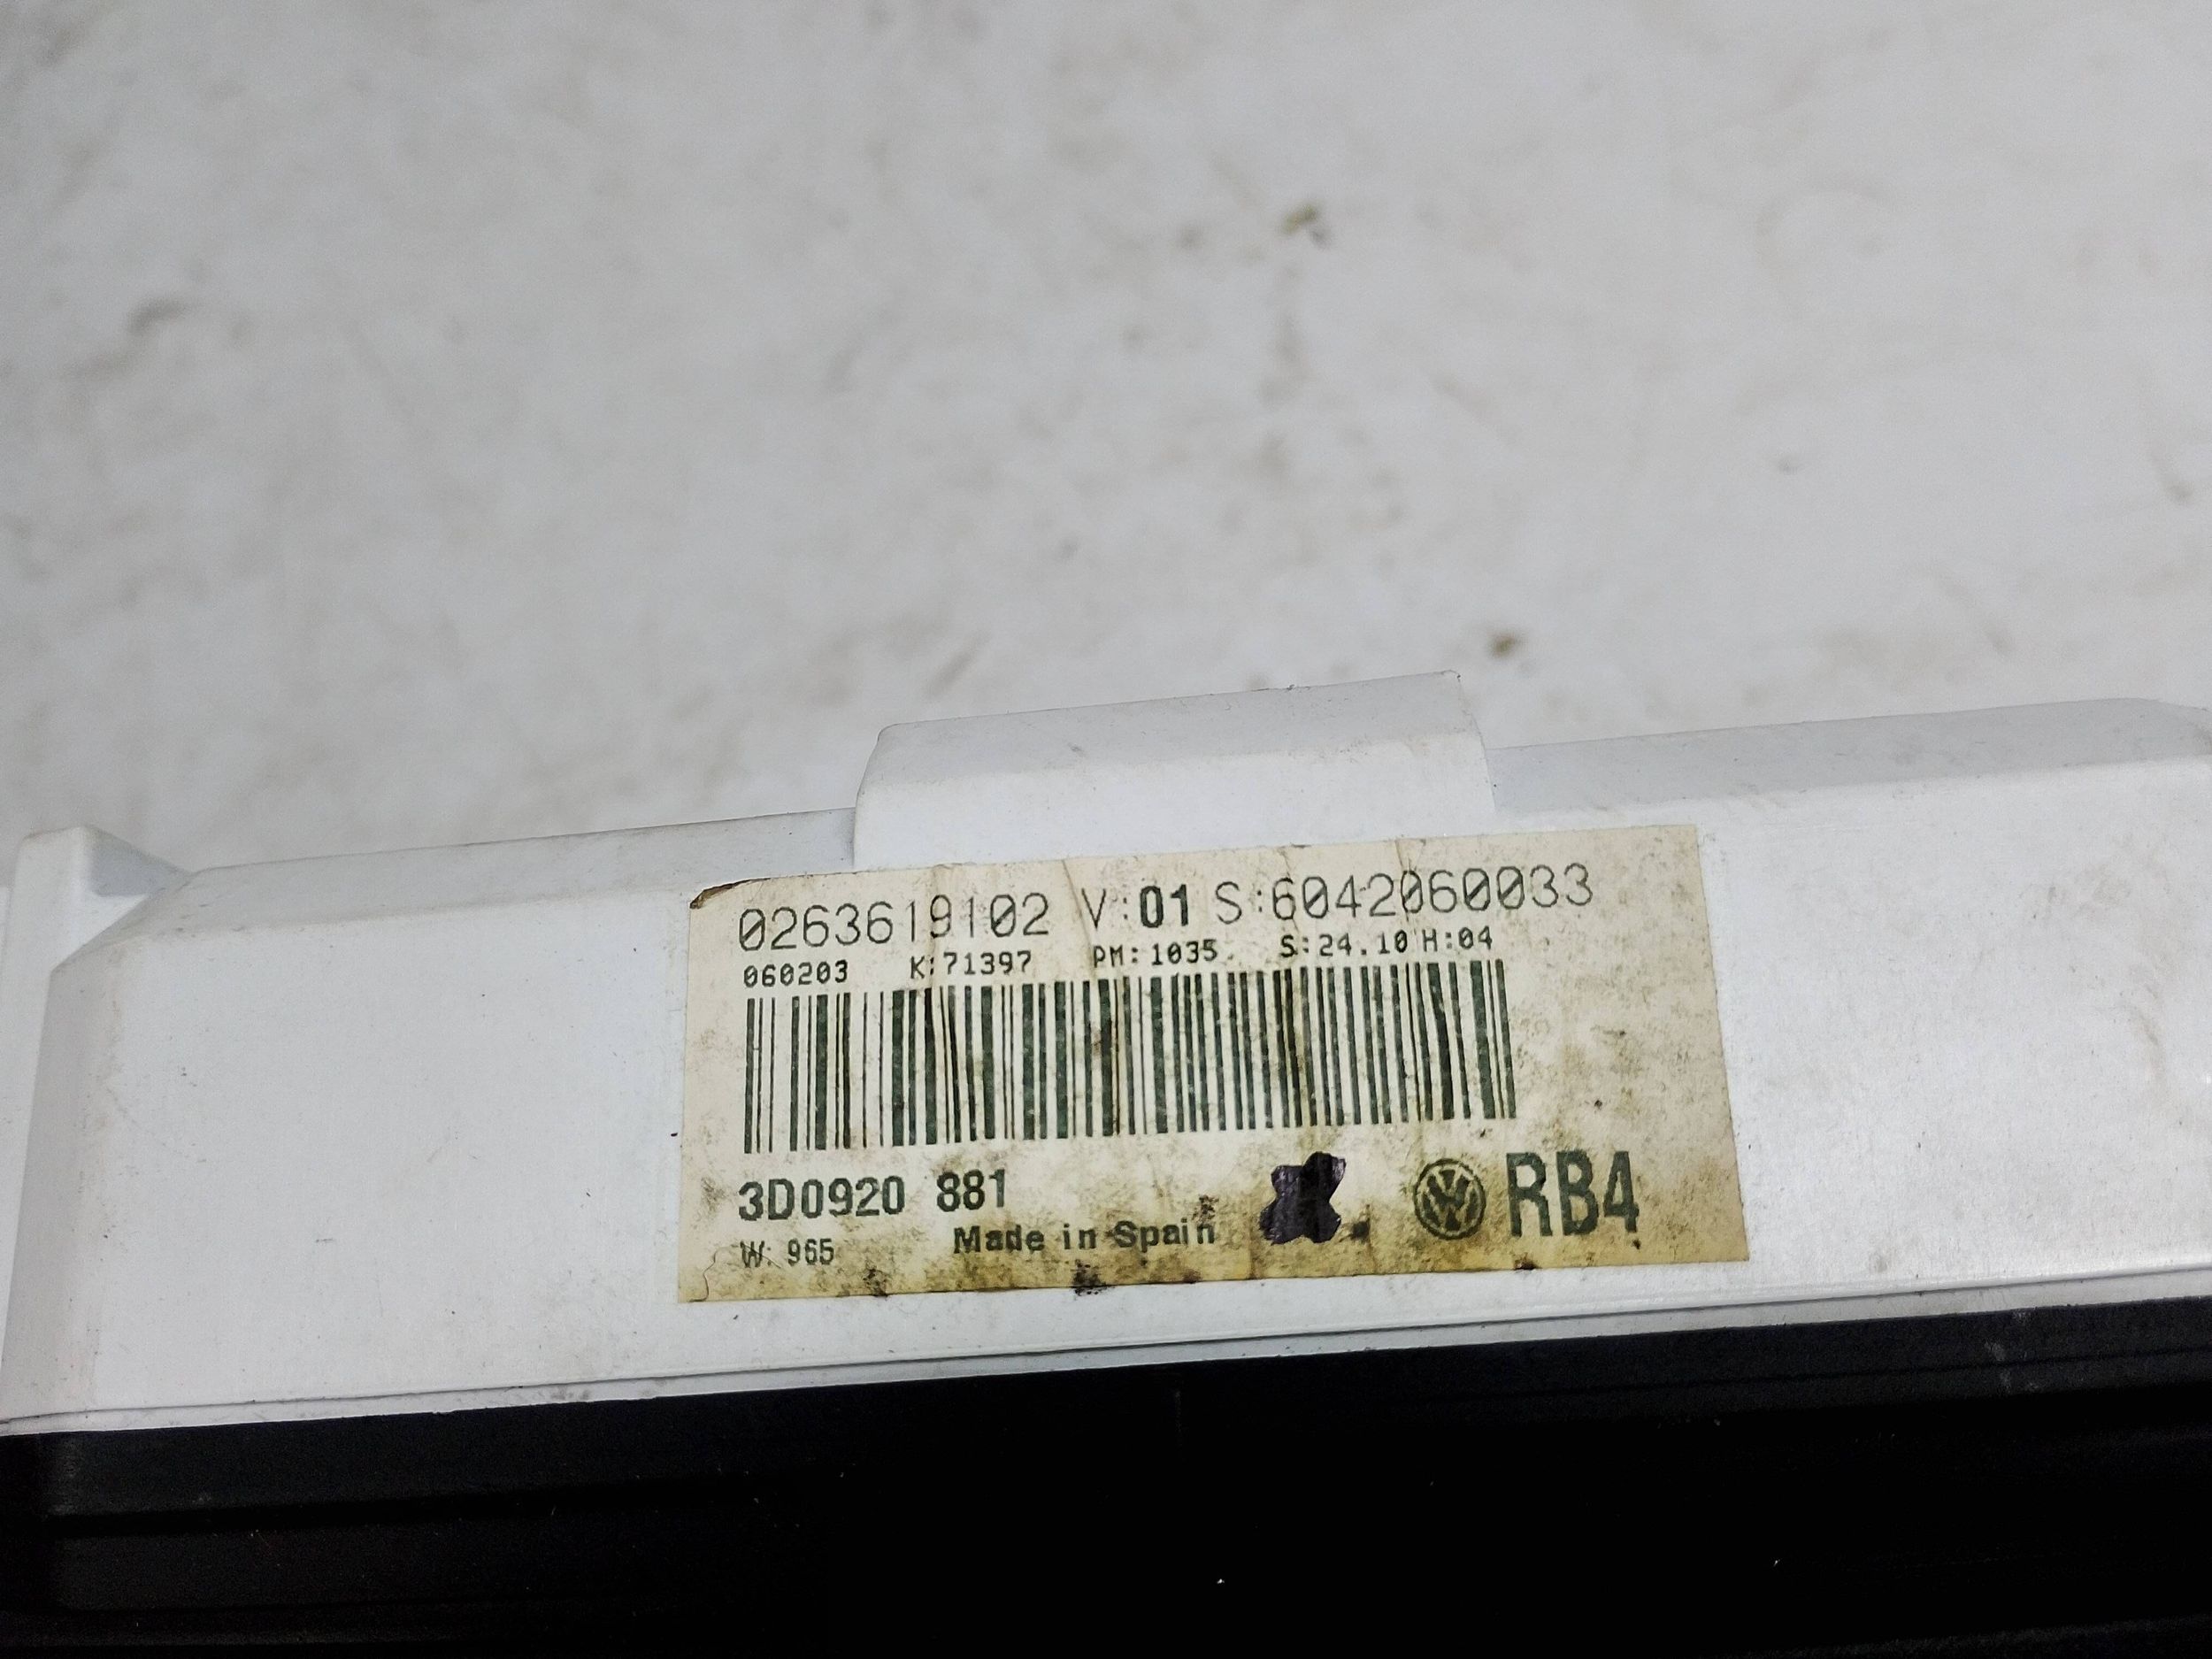 0263619102 V:01 S:6042060033
060203 K:71397 PM:1035. S:24.10 H:04
3D0920 881
W: 965 Made in Spain
RB4